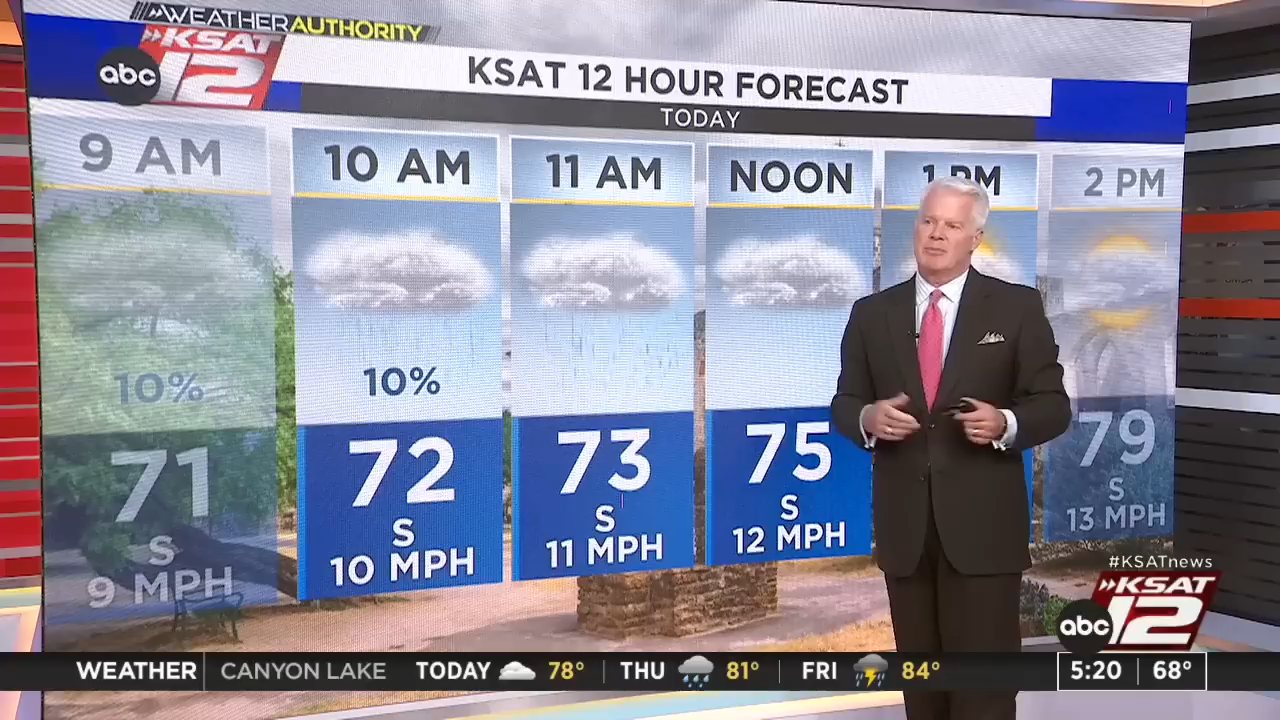 WEATHER AUTHORITY
KSAT
12
abc
KSAT 12 HOUR FORECAST
TODAY
9 AM
10%
71
S
9 MPH
10 AM
10%
72
S
10 MPH
11 AM
73
S
11 MPH
NOON
75
S
12 MPH
1 PM
2 PM
79
S
13 MPH
#KSATnews
KSAT
abc 12
WEATHER CANYON LAKE TODAY 78° THU 81° FRI 84° 5:20 68°